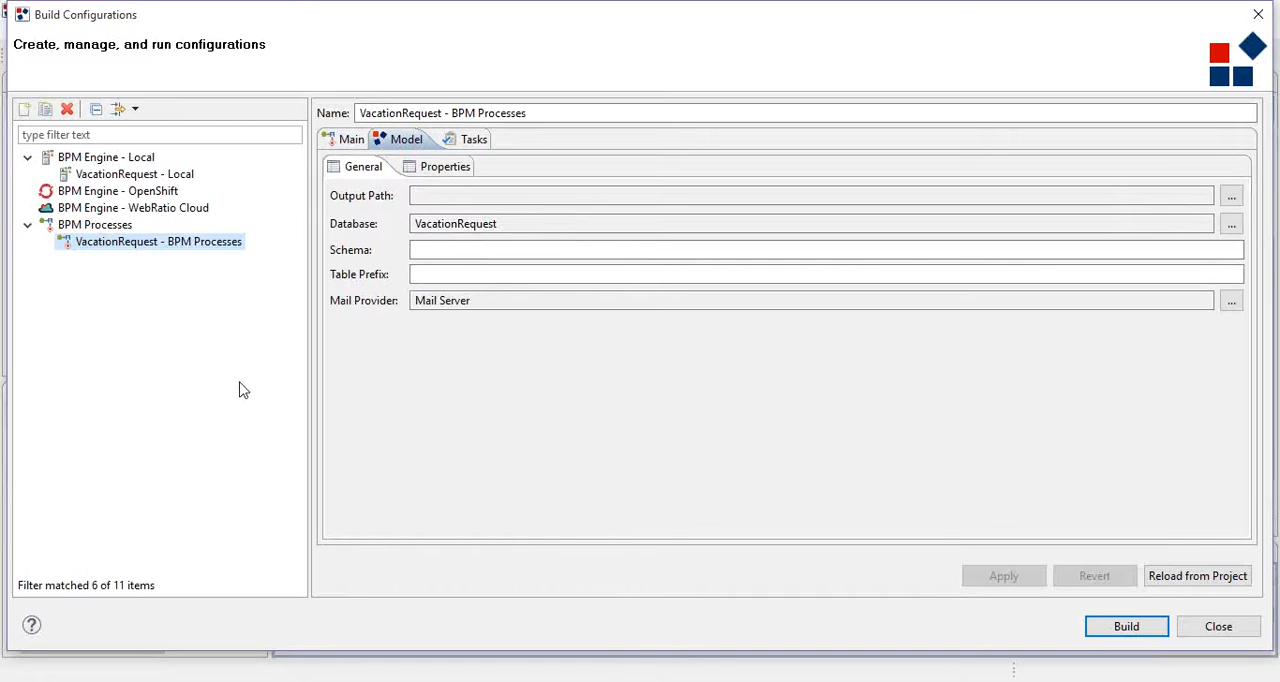 Build Configurations
Create, manage, and run configurations
type filter text
BPM Engine - Local
VacationRequest - Local
BPM Engine - OpenShift
BPM Engine - WebRatio Cloud
BPM Processes
VacationRequest - BPM Processes
Filter matched 6 of 11 items
Name: VacationRequest - BPM Processes
Main Model Tasks
General Properties
Output Path: ...
Database: VacationRequest ...
Schema:
Table Prefix:
Mail Provider: Mail Server ...
Apply Revert Reload from Project
? Build Close